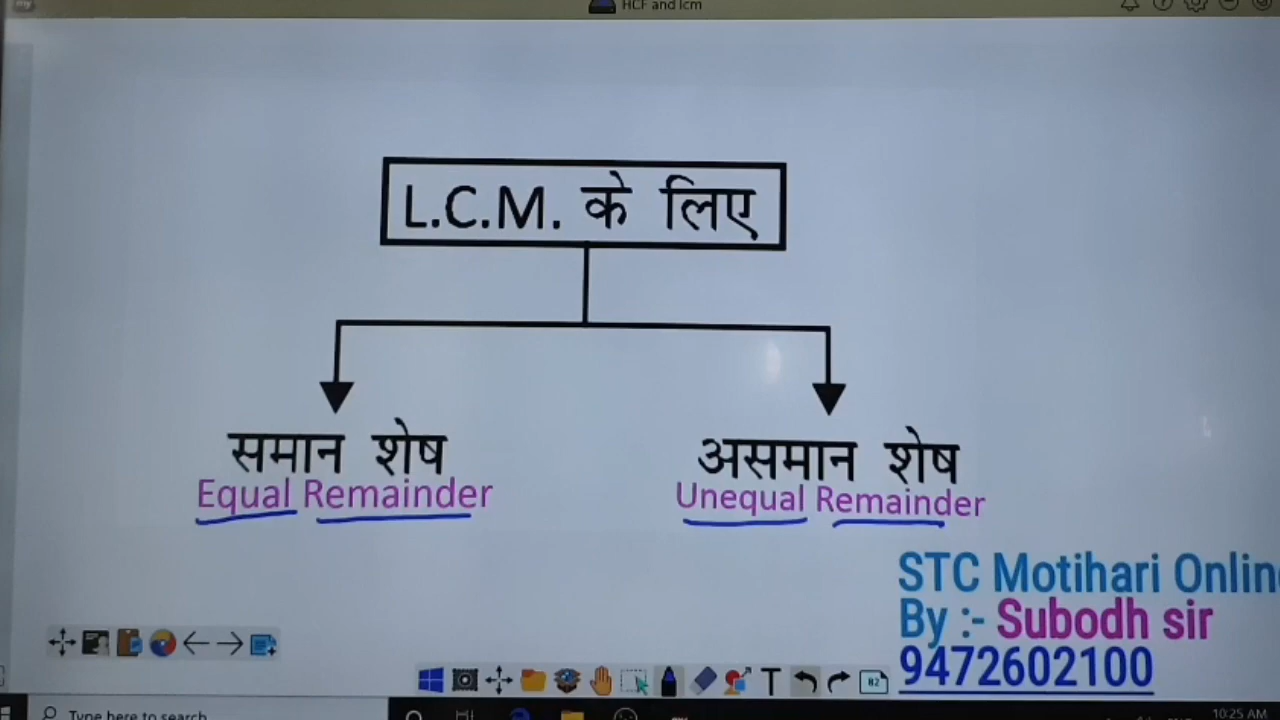 my
HCF and lcm
L.C.M. के लिए
समान शेष
Equal Remainder
असमान शेष
Unequal Remainder
STC Motihari Onlin
By :- Subodh sir
9472602100
T
Type here to search
10:25 AM